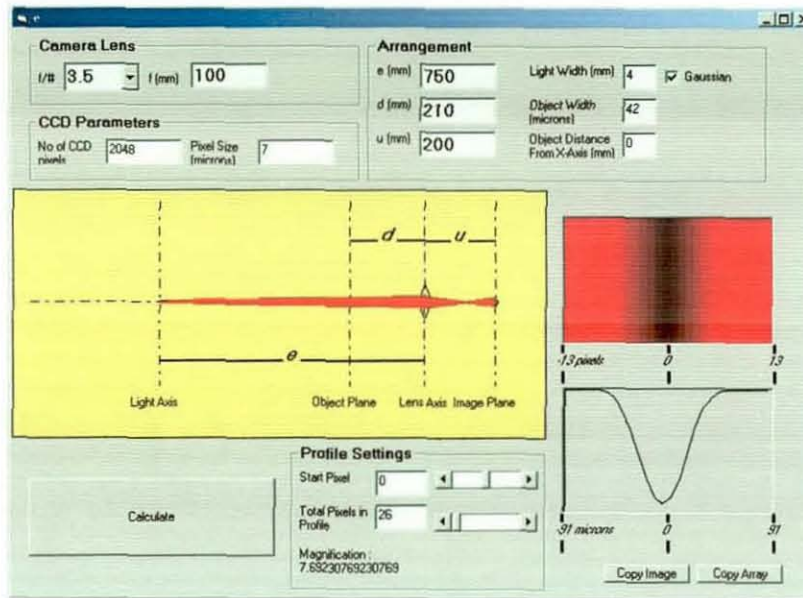 Camera Lens
f/# 3.5 f (mm) 100
CCD Parameters
No of CCD pixels 2048 Pixel Size (microns) 7
Arrangement
e (mm) 750 Light Width (mm) 4 Gaussian
d (mm) 210 Object Width (microns) 42
u (mm) 200 Object Distance From X-Axis (mm) 0
d u
e
Light Axis Object Plane Lens Axis Image Plane
-13 pixels 0 13
-91 microns 0 91
Calculate
Profile Settings
Start Pixel 0
Total Pixels in Profile 26
Magnification :
7.69230769230769
Copy Image Copy Array